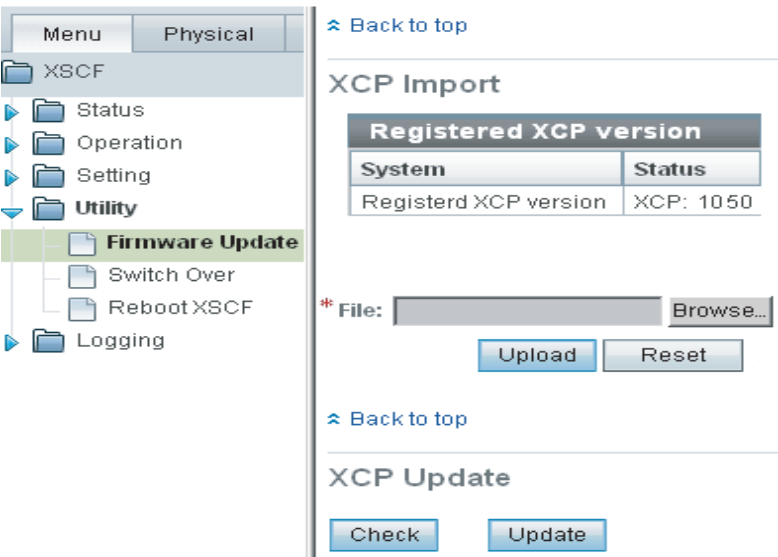 Menu Physical
XSCF
Status
Operation
Setting
Utility
Firmware Update
Switch Over
Reboot XSCF
Logging
Back to top
XCP Import
Registered XCP version
System Status
Registerd XCP version XCP: 1050
* File: Browse...
Upload Reset
Back to top
XCP Update
Check Update